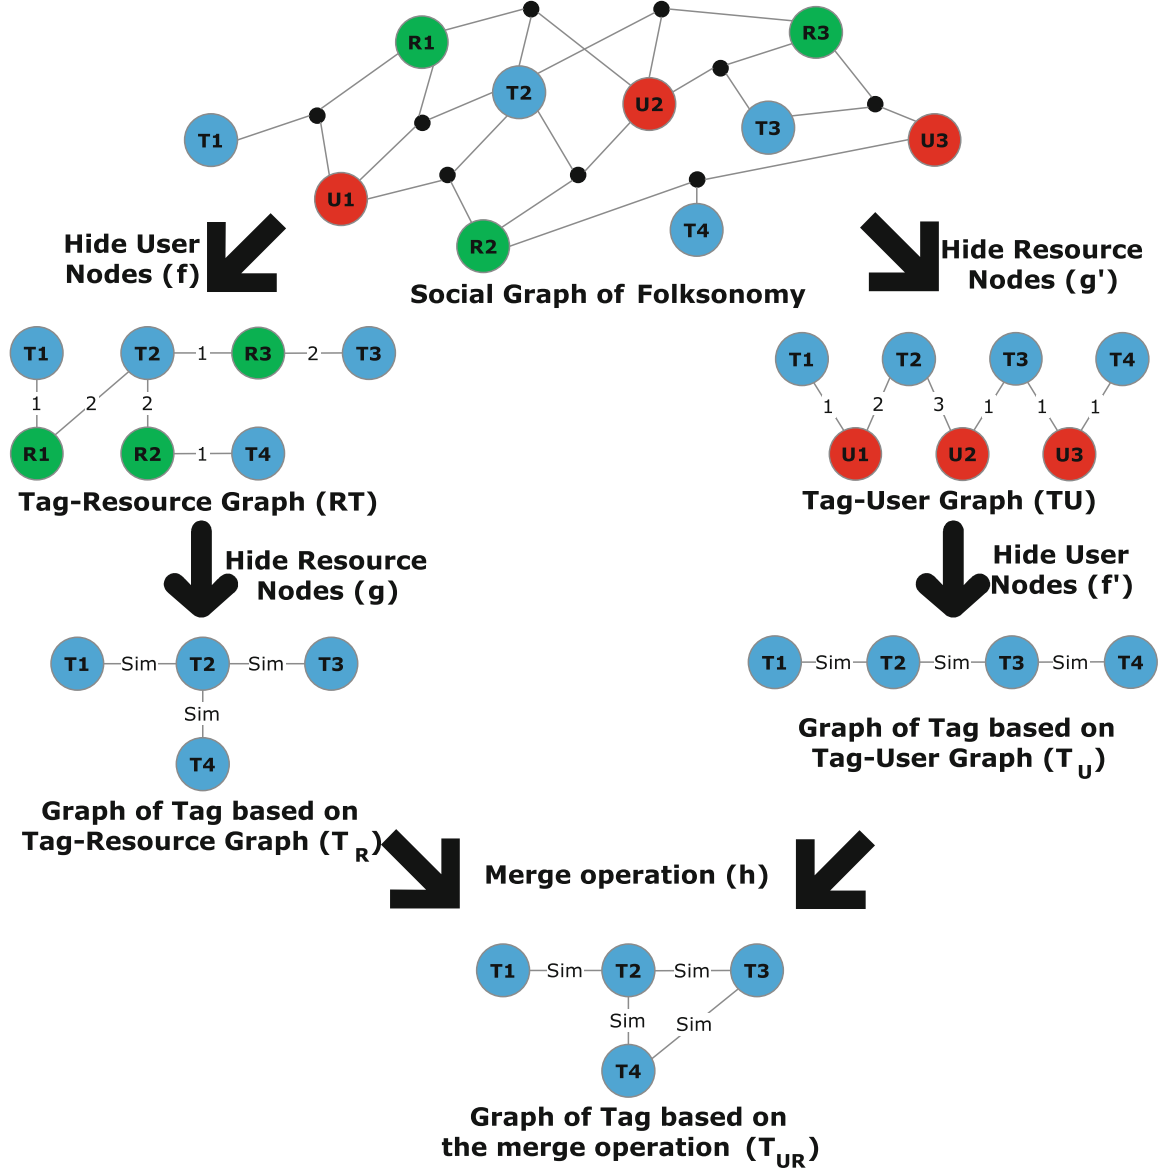 R1
R3
T2
U2
T3
T1
U3
U1
T4
R2
Hide User
Nodes (f)
Social Graph of Folksonomy
Hide Resource
Nodes (g')
T1
T2
1
R3
2
T3
1
2
2
R1
R2
1
T4
Tag-Resource Graph (RT)
T1
T2
T3
T4
1
2
3
1
1
1
U1
U2
U3
Tag-User Graph (TU)
Hide Resource
Nodes (g)
Hide User
Nodes (f')
T1
Sim
T2
Sim
T3
Sim
T4
Graph of Tag based on
Tag-Resource Graph (T R)
T1
Sim
T2
Sim
T3
Sim
T4
Graph of Tag based on
Tag-User Graph (T U)
Merge operation (h)
T1
Sim
T2
Sim
T3
Sim
Sim
T4
Graph of Tag based on
the merge operation (TUR)